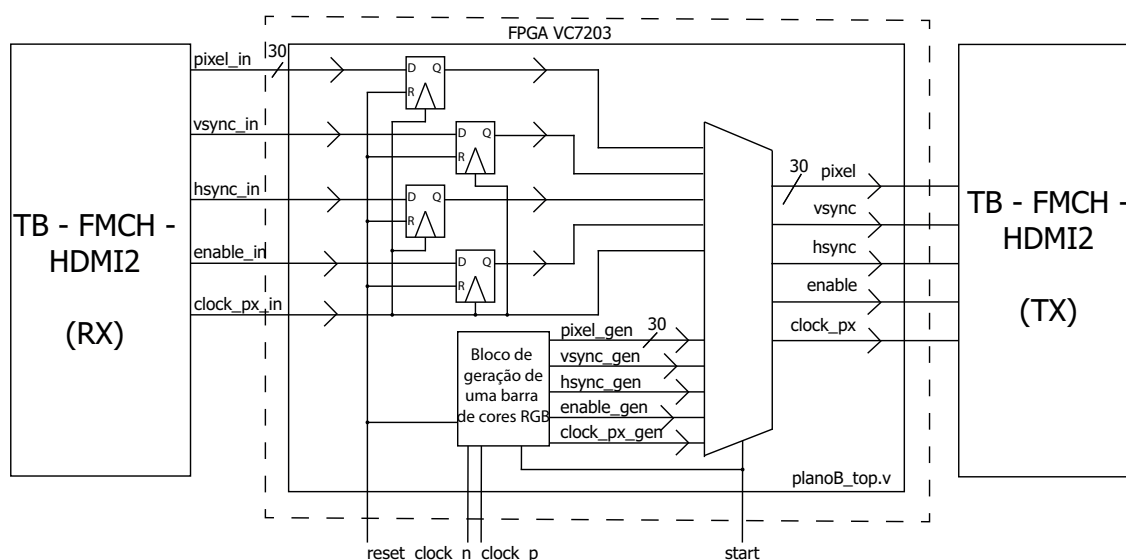 FPGA VC7203
TB - FMCH -
HDMI2
(RX)
pixel_in
30
vsync_in
hsync_in
enable_in
clock_px_in
D Q
R
D Q
R
D Q
R
D Q
R
Bloco de
geração de
uma barra
de cores RGB
pixel_gen
30
vsync_gen
hsync_gen
enable_gen
clock_px_gen
30
pixel
vsync
hsync
enable
clock_px
TB - FMCH -
HDMI2
(TX)
planoB_top.v
reset clock_n clock_p
start